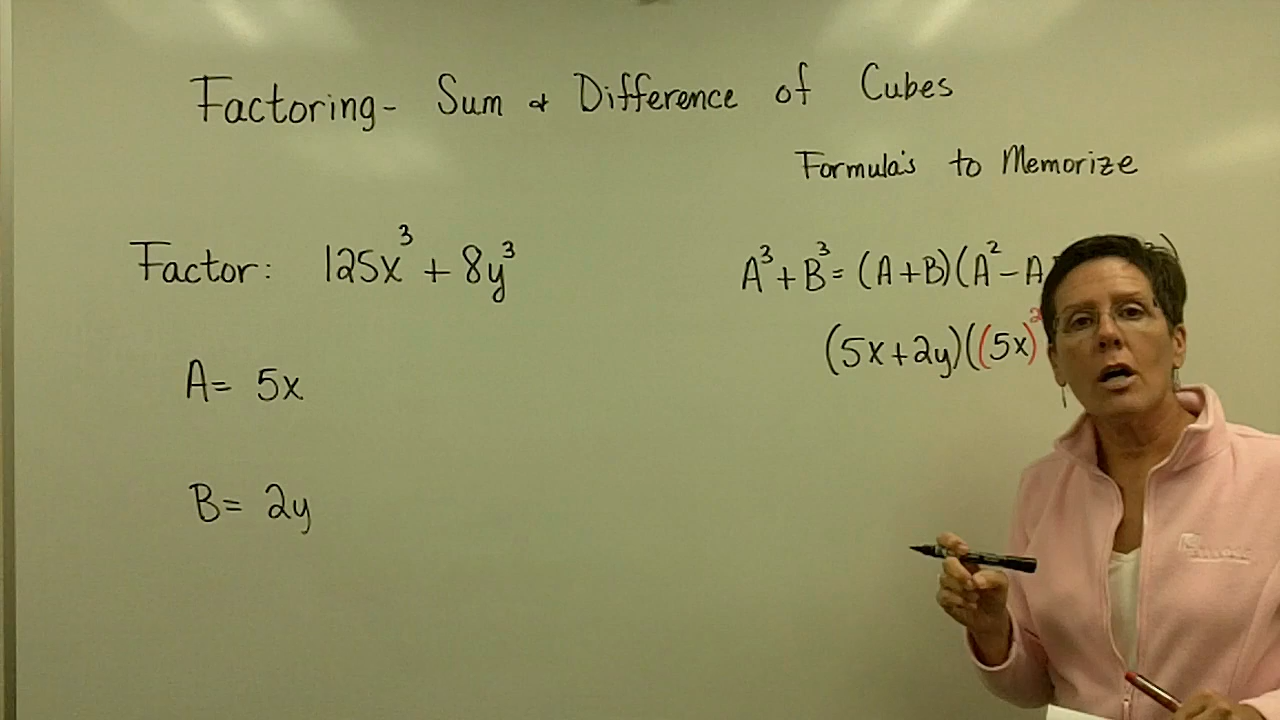 Factoring- Sum & Difference of Cubes
Formula's to Memorize
Factor: 125x³ + 8y³
A³ + B³ = (A + B)(A² - A
(5x + 2y)((5x)²
A= 5x
B= 2y